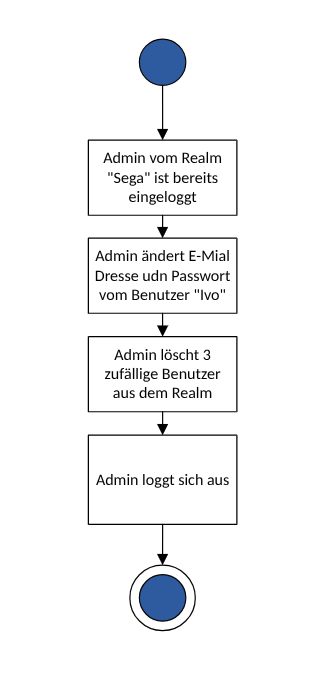 Admin vom Realm
"Sega" ist bereits
eingeloggt
Admin ändert E-Mial
Dresse udn Passwort
vom Benutzer "Ivo"
Admin löscht 3
zufällige Benutzer
aus dem Realm
Admin loggt sich aus